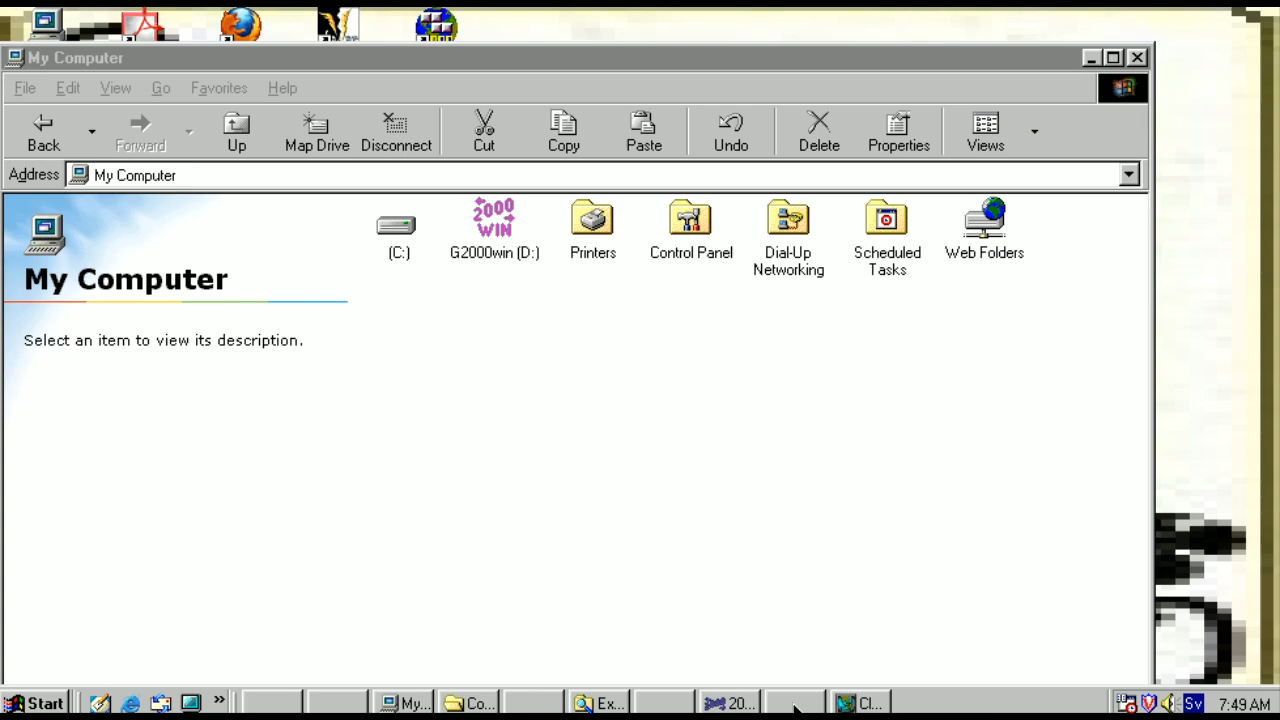 My Computer
File Edit View Go Favorites Help
Back Forward Up Map Drive Disconnect Cut Copy Paste Undo Delete Properties Views
Address My Computer
2000
WIN
(C:) G2000win (D:) Printers Control Panel Dial-Up Networking Scheduled Tasks Web Folders
My Computer
Select an item to view its description.
Start » My... Co... Ex... 20... Cl... Sv 7:49 AM